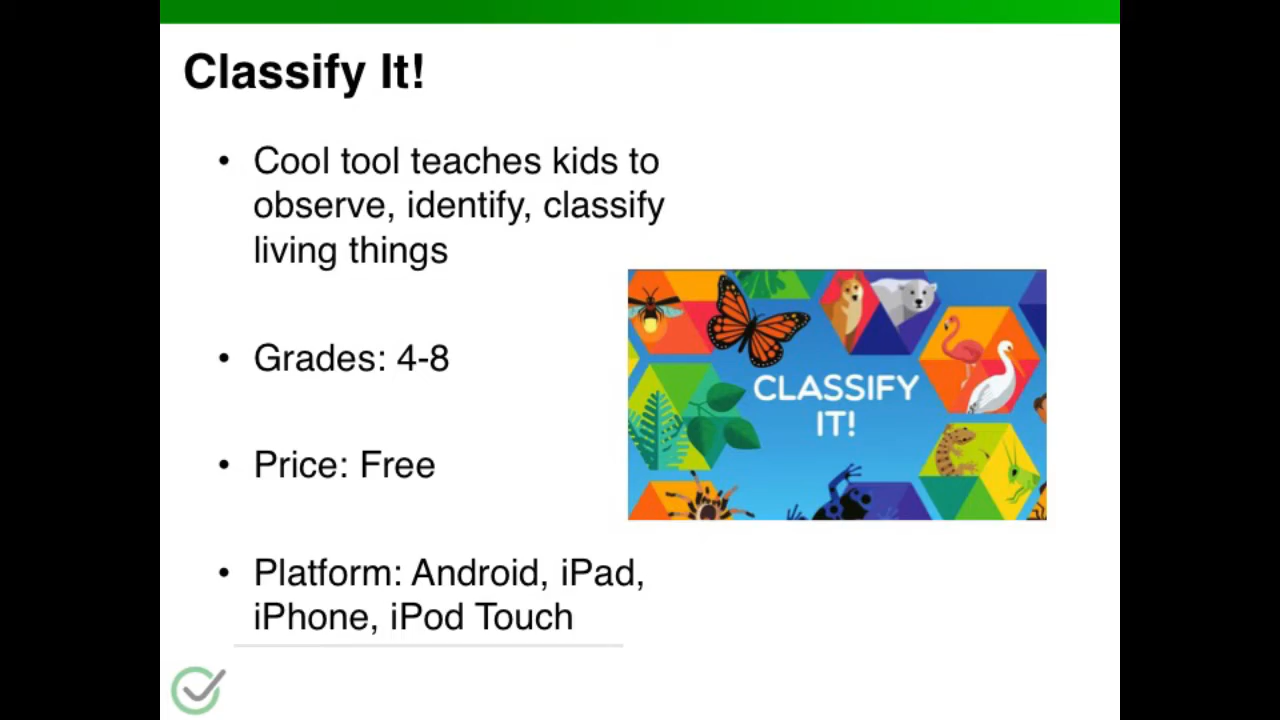 Classify It!
• Cool tool teaches kids to
observe, identify, classify
living things
• Grades: 4-8
• Price: Free
• Platform: Android, iPad,
iPhone, iPod Touch
CLASSIFY
IT!